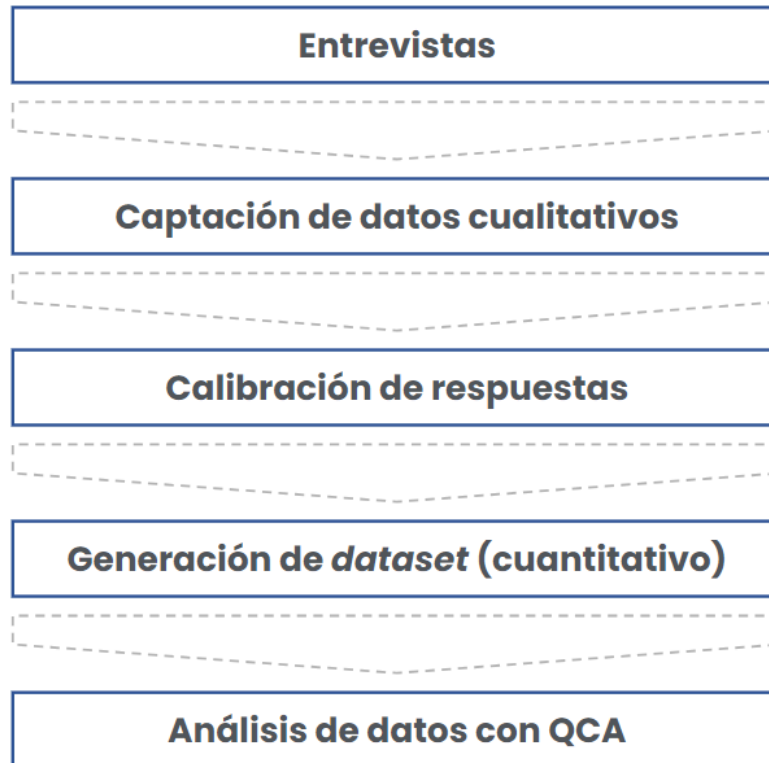 Entrevistas
Captación de datos cualitativos
Calibración de respuestas
Generación de dataset (cuantitativo)
Análisis de datos con QCA